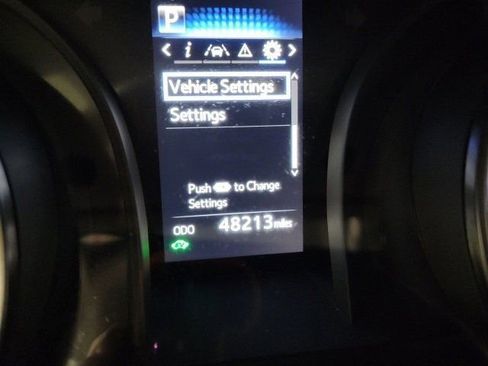 P
i
Vehicle Settings
Settings
Push to Change
Settings
ODO 48213 miles